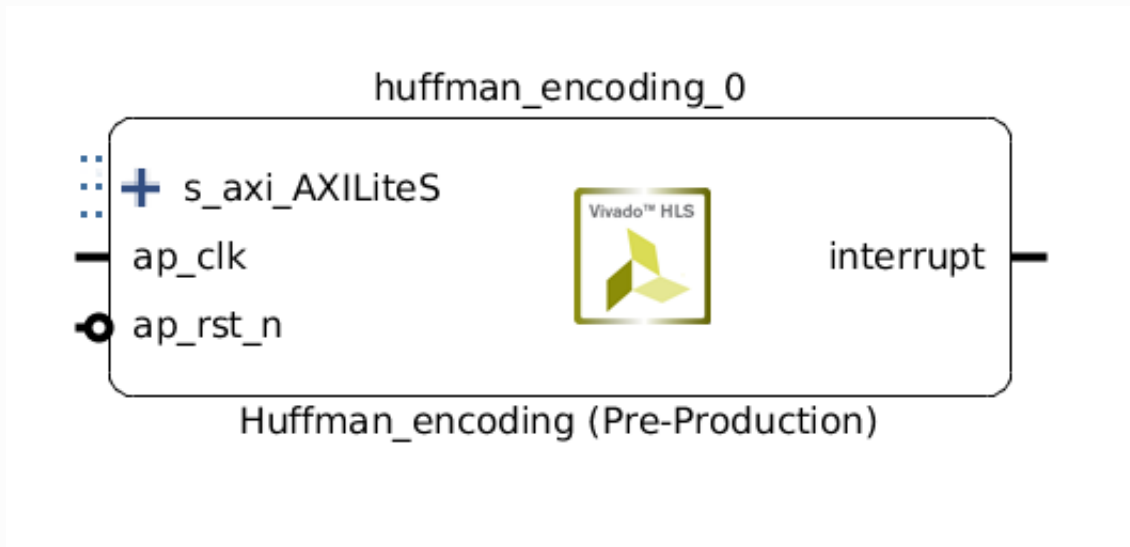 huffman_encoding_0
s_axi_AXILiteS
Vivado™ HLS
ap_clk
interrupt
ap_rst_n
Huffman_encoding (Pre-Production)